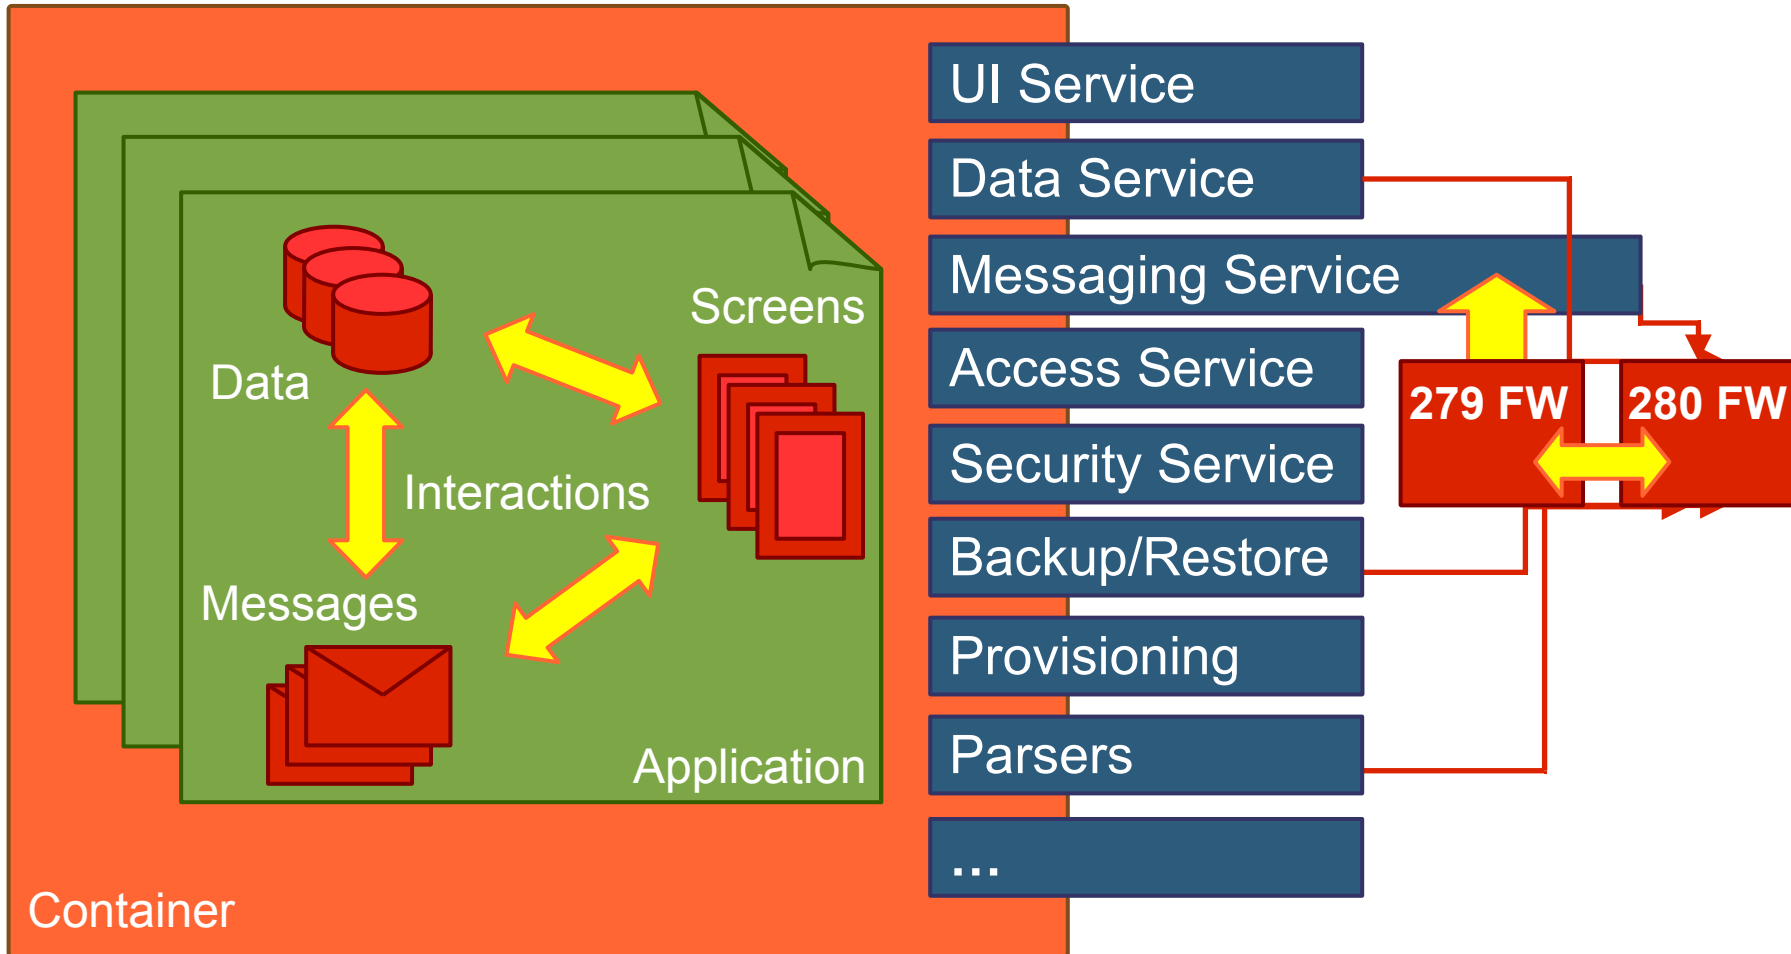 UI Service
Data Service
Messaging Service
Access Service
Security Service
Backup/Restore
Provisioning
Parsers
...
279 FW
280 FW
Screens
Data
Interactions
Messages
Application
Container